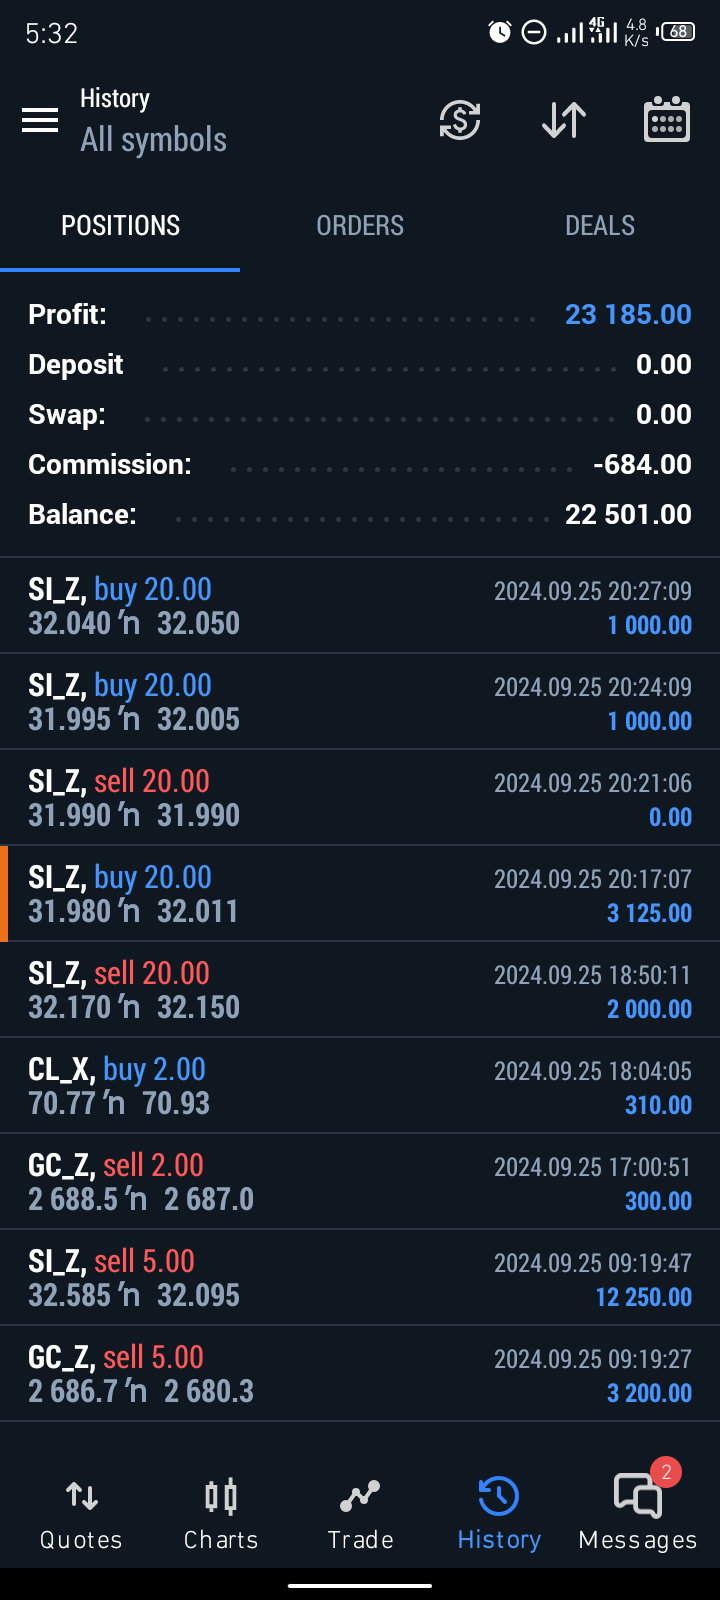 5:32
4G 4.8 K/s 68
History
All symbols
POSITIONS ORDERS DEALS
Profit: 23 185.00
Deposit 0.00
Swap: 0.00
Commission: -684.00
Balance: 22 501.00
SI_Z, buy 20.00 2024.09.25 20:27:09
32.040 ŉ 32.050 1 000.00
SI_Z, buy 20.00 2024.09.25 20:24:09
31.995 ŉ 32.005 1 000.00
SI_Z, sell 20.00 2024.09.25 20:21:06
31.990 ŉ 31.990 0.00
SI_Z, buy 20.00 2024.09.25 20:17:07
31.980 ŉ 32.011 3 125.00
SI_Z, sell 20.00 2024.09.25 18:50:11
32.170 ŉ 32.150 2 000.00
CL_X, buy 2.00 2024.09.25 18:04:05
70.77 ŉ 70.93 310.00
GC_Z, sell 2.00 2024.09.25 17:00:51
2 688.5 ŉ 2 687.0 300.00
SI_Z, sell 5.00 2024.09.25 09:19:47
32.585 ŉ 32.095 12 250.00
GC_Z, sell 5.00 2024.09.25 09:19:27
2 686.7 ŉ 2 680.3 3 200.00
2
Quotes Charts Trade History Messages